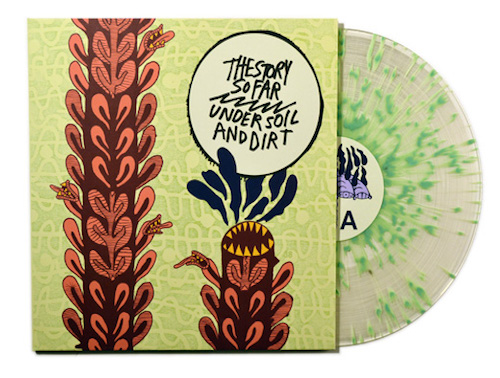 THE STORY
SO FAR
UNDER SOIL
AND DIRT
A